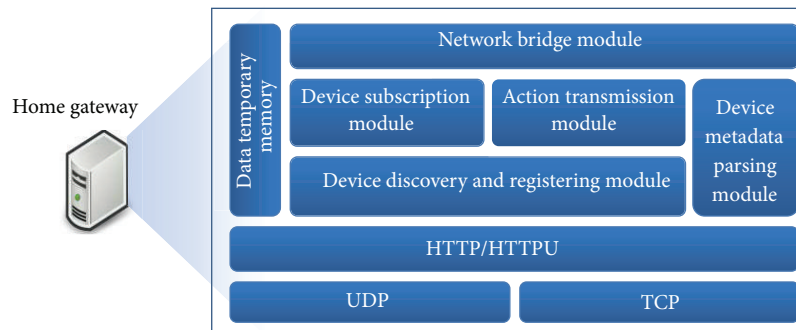 Home gateway
Data temporary
memory
Network bridge module
Device subscription
module
Action transmission
module
Device
metadata
parsing
module
Device discovery and registering module
HTTP/HTTPU
UDP
TCP